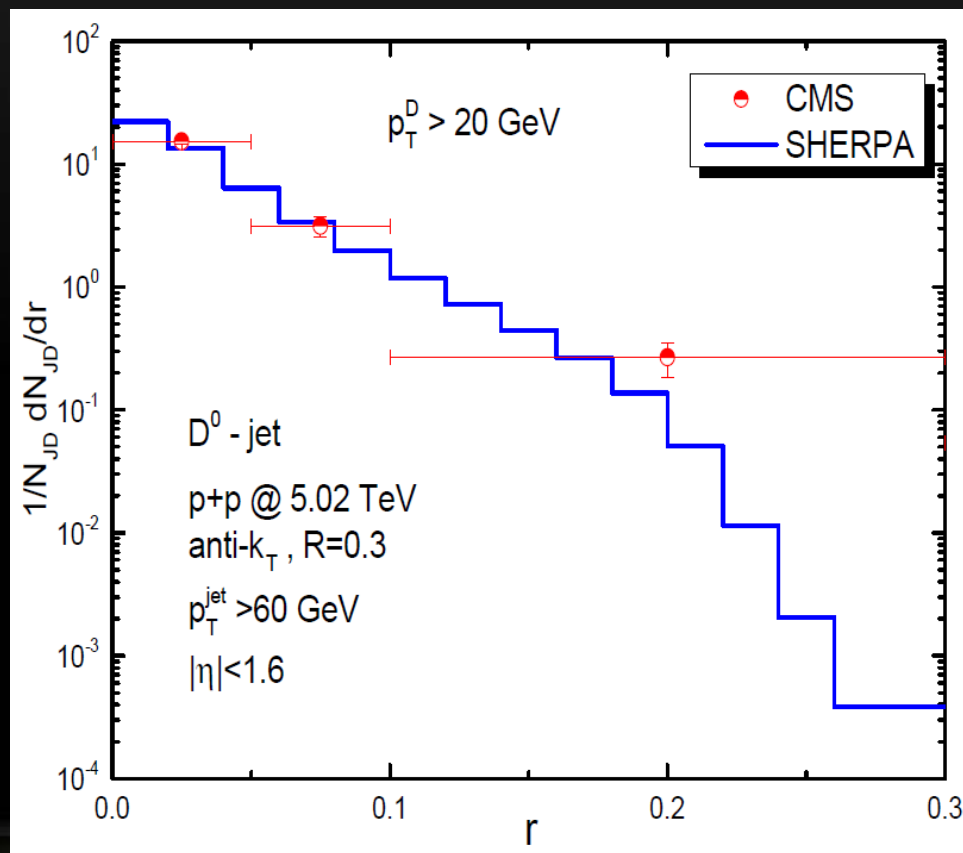 10^2
10^1
10^0
10^-1
10^-2
10^-3
10^-4
1/N_JD dN_JD/dr
p_T^D > 20 GeV
CMS
SHERPA
D^0 - jet
p+p @ 5.02 TeV
anti-k_T , R=0.3
p_T^jet >60 GeV
|η|<1.6
0.0 0.1 0.2 0.3
r